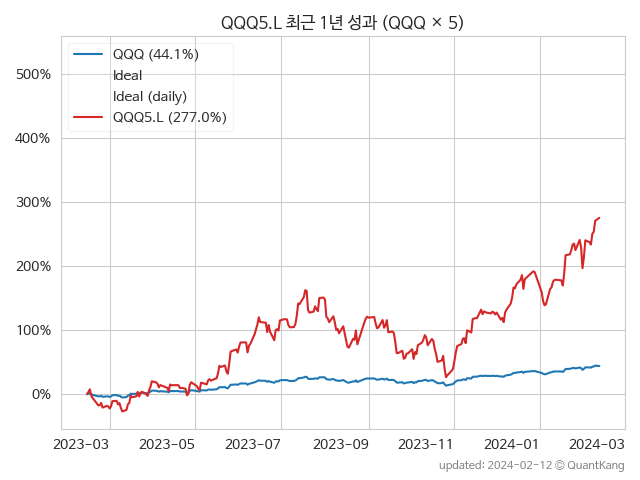 QQQ5.L 최근 1년 성과 (QQQ × 5)
QQQ (44.1%)
Ideal
Ideal (daily)
QQQ5.L (277.0%)
500%
400%
300%
200%
100%
0%
2023−03 2023−05 2023−07 2023−09 2023−11 2024−01 2024−03
updated: 2024−02−12 © QuantKang